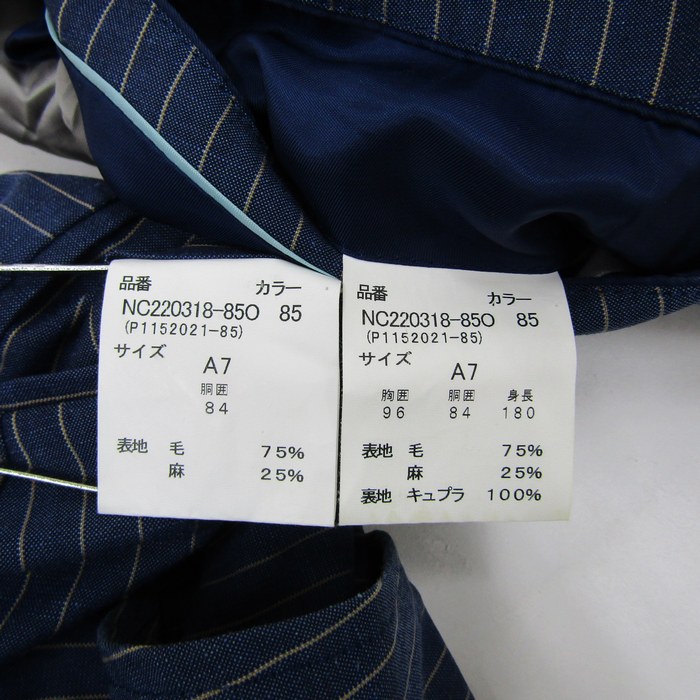 品番 カラー
NC220318-85O 85
(P1152021-85)
サイズ
A7
胴囲
84
表地 毛 75%
麻 25%
品番 カラー
NC220318-85O 85
(P1152021-85)
サイズ
A7
胸囲 胴囲 身長
96 84 180
表地 毛 75%
麻 25%
裏地 キュプラ 100%